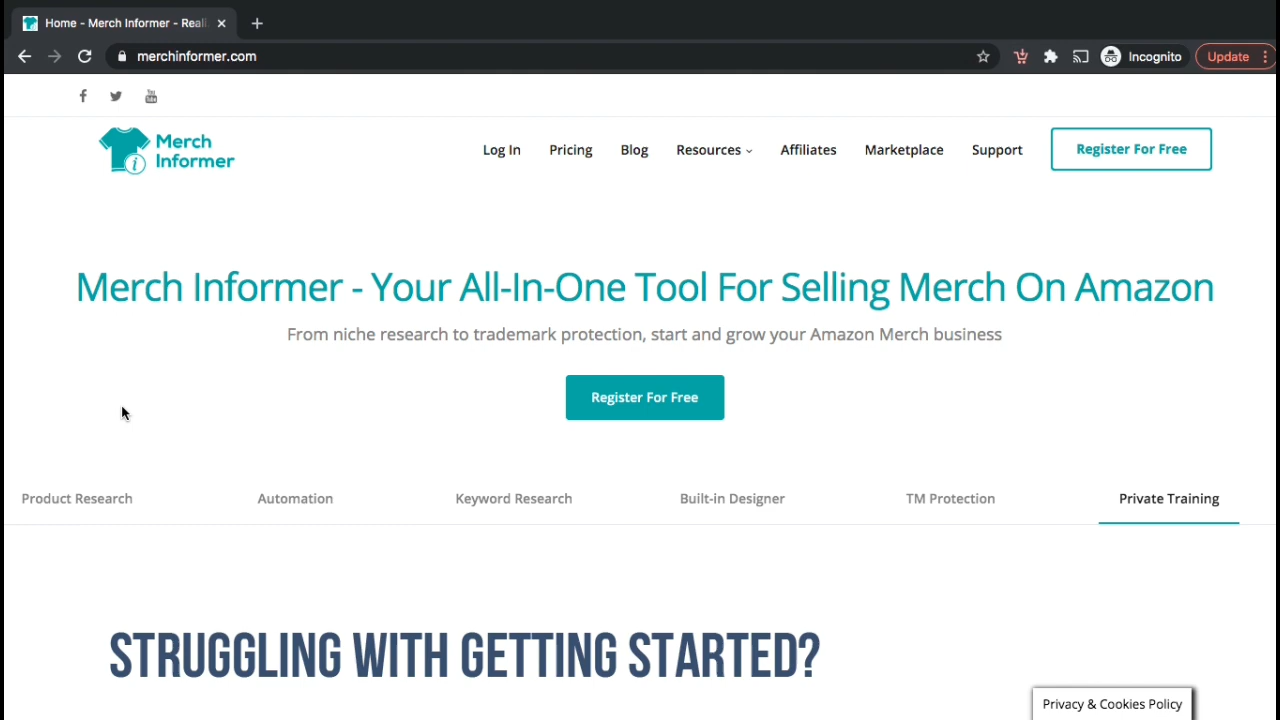 Home - Merch Informer - Reali
merchinformer.com
Incognito
Update
You Tube
Merch Informer
Log In
Pricing
Blog
Resources
Affiliates
Marketplace
Support
Register For Free
Merch Informer - Your All-In-One Tool For Selling Merch On Amazon
From niche research to trademark protection, start and grow your Amazon Merch business
Register For Free
Product Research
Automation
Keyword Research
Built-in Designer
TM Protection
Private Training
STRUGGLING WITH GETTING STARTED?
Privacy & Cookies Policy